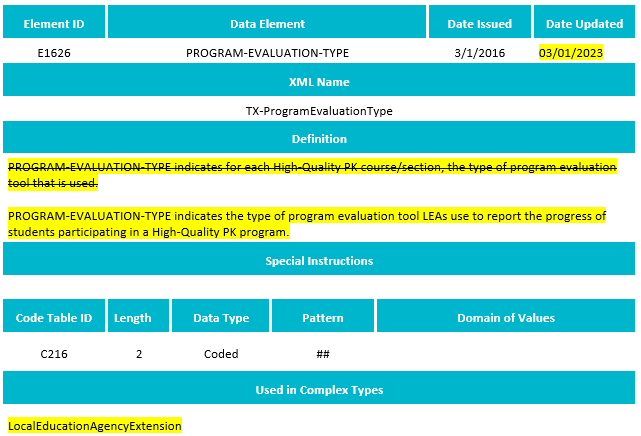 Element ID Data Element Date Issued Date Updated
E1626 PROGRAM-EVALUATION-TYPE 3/1/2016 03/01/2023
XML Name
TX-ProgramEvaluationType
Definition
PROGRAM-EVALUATION-TYPE indicates for each High-Quality PK course/section, the type of program evaluation
tool that is used.
PROGRAM-EVALUATION-TYPE indicates the type of program evaluation tool LEAs use to report the progress of
students participating in a High-Quality PK program.
Special Instructions
Code Table ID Length Data Type Pattern Domain of Values
C216 2 Coded ##
Used in Complex Types
LocalEducationAgencyExtension